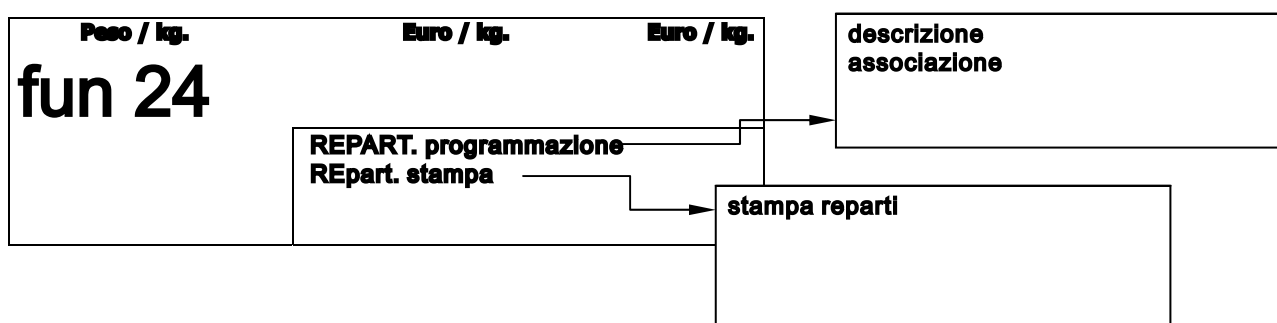 Peso / kg. Euro / kg. Euro / kg.
fun 24
REPART. programmazione
REpart. stampa
descrizione
associazione
stampa reparti